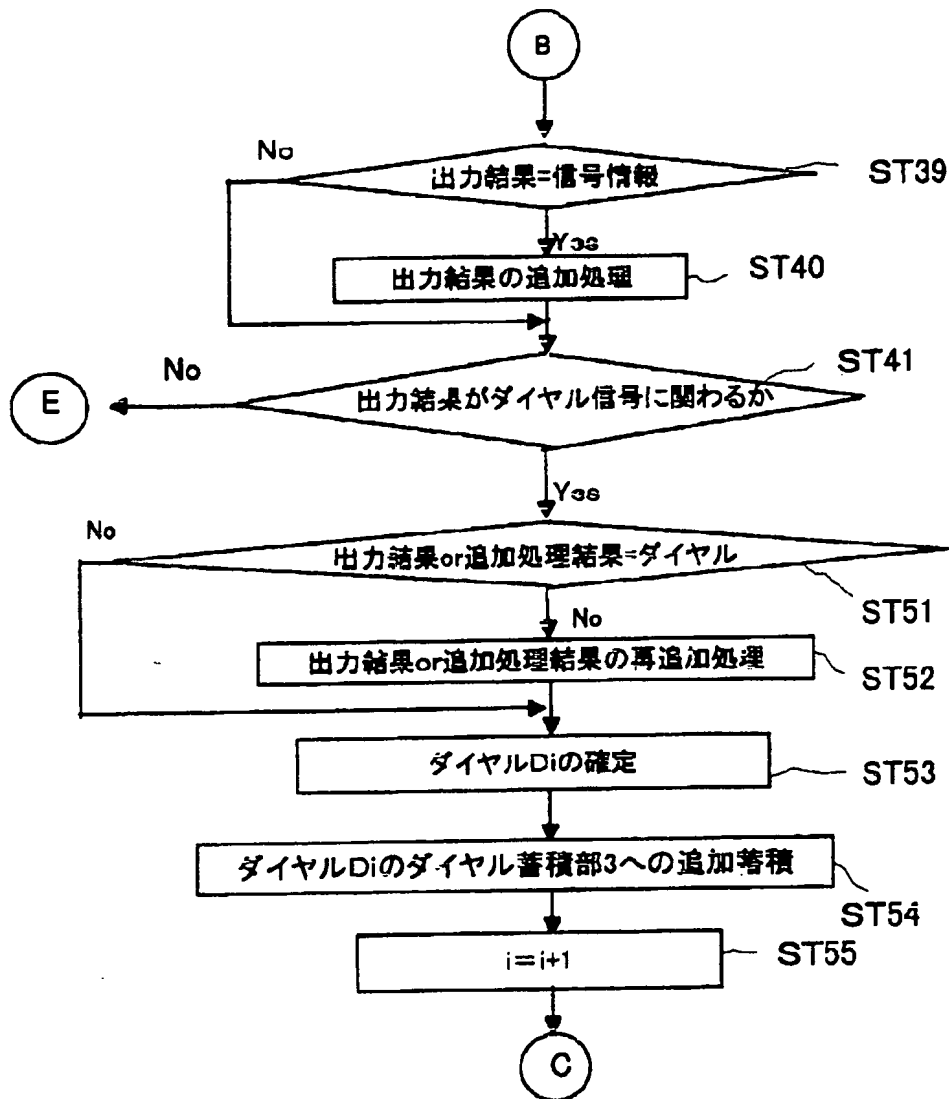 B
No
出力結果=信号情報
ST39
Yes
出力結果の追加処理
ST40
No
ST41
E
出力結果がダイヤル信号に関わるか
Yes
No
出力結果or追加処理結果=ダイヤル
ST51
No
出力結果or追加処理結果の再追加処理
ST52
ダイヤルDiの確定
ST53
ダイヤルDiのダイヤル蓄積部3への追加蓄積
ST54
i=i+1
ST55
C